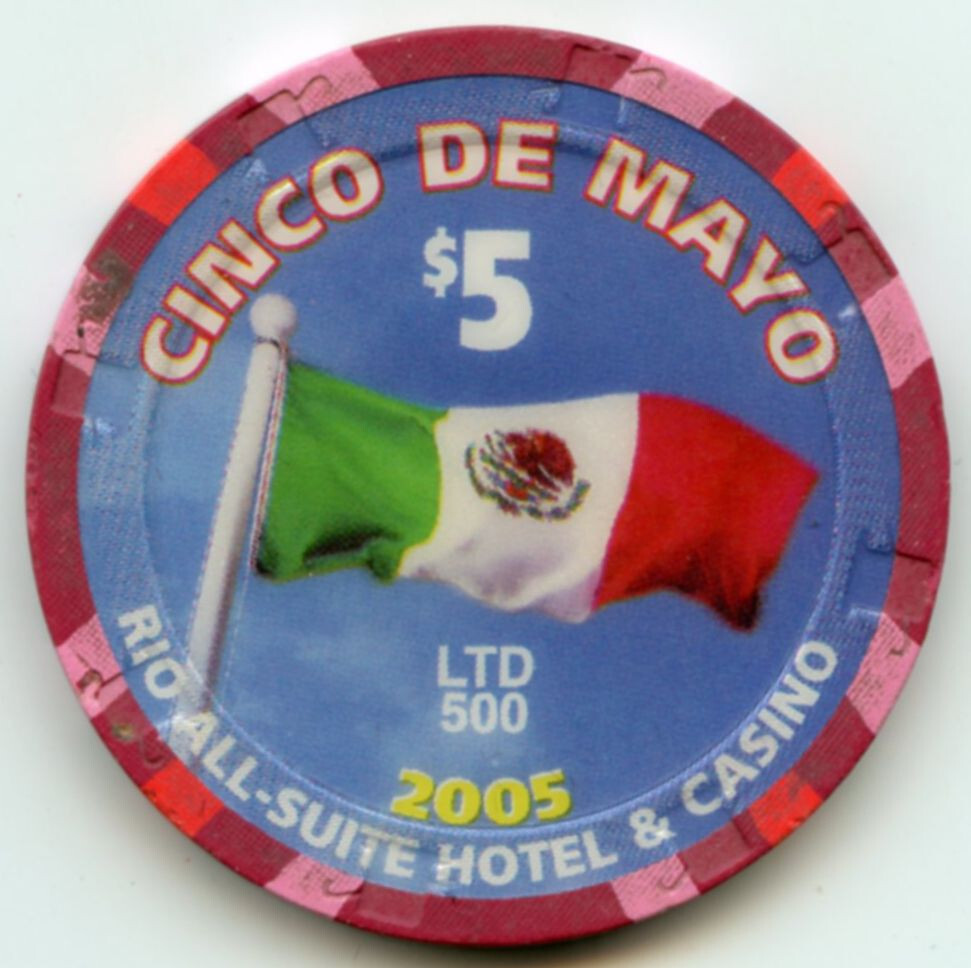 CINCO DE MAYO
$5
LTD
500
2005
RIO ALL-SUITE HOTEL & CASINO